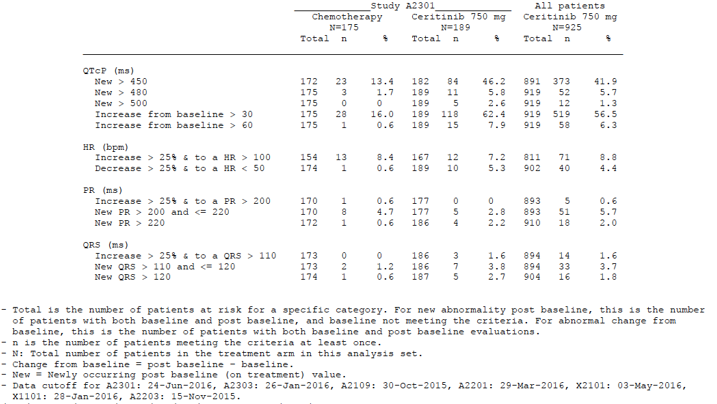 Study A2301 All patients
Chemotherapy Ceritinib 750 mg Ceritinib 750 mg
N=175 N=189 N=925
Total n % Total n % Total n %
QTcP (ms)
New > 450 172 23 13.4 182 84 46.2 891 373 41.9
New > 480 175 3 1.7 189 11 5.8 919 52 5.7
New > 500 175 0 0 189 5 2.6 919 12 1.3
Increase from baseline > 30 175 28 16.0 189 118 62.4 919 519 56.5
Increase from baseline > 60 175 1 0.6 189 15 7.9 919 58 6.3
HR (bpm)
Increase > 25% & to a HR > 100 154 13 8.4 167 12 7.2 811 71 8.8
Decrease > 25% & to a HR < 50 174 1 0.6 189 10 5.3 902 40 4.4
PR (ms)
Increase > 25% & to a PR > 200 170 1 0.6 177 0 0 893 5 0.6
New PR > 200 and <= 220 170 8 4.7 177 5 2.8 893 51 5.7
New PR > 220 172 1 0.6 186 4 2.2 910 18 2.0
QRS (ms)
Increase > 25% & to a QRS > 110 173 0 0 186 3 1.6 894 14 1.6
New QRS > 110 and <= 120 173 2 1.2 186 7 3.8 894 33 3.7
New QRS > 120 174 1 0.6 187 5 2.7 904 16 1.8
- Total is the number of patients at risk for a specific category. For new abnormality post baseline, this is the number
of patients with both baseline and post baseline, and baseline not meeting the criteria. For abnormal change from
baseline, this is the number of patients with both baseline and post baseline evaluations.
- n is the number of patients meeting the criteria at least once.
- N: Total number of patients in the treatment arm in this analysis set.
- Change from baseline = post baseline - baseline.
- New = Newly occurring post baseline (on treatment) value.
- Data cutoff for A2301: 24-Jun-2016, A2303: 26-Jan-2016, A2109: 30-Oct-2015, A2201: 29-Mar-2016, X2101: 03-May-2016,
X1101: 28-Jan-2016, A2203: 15-Nov-2015.